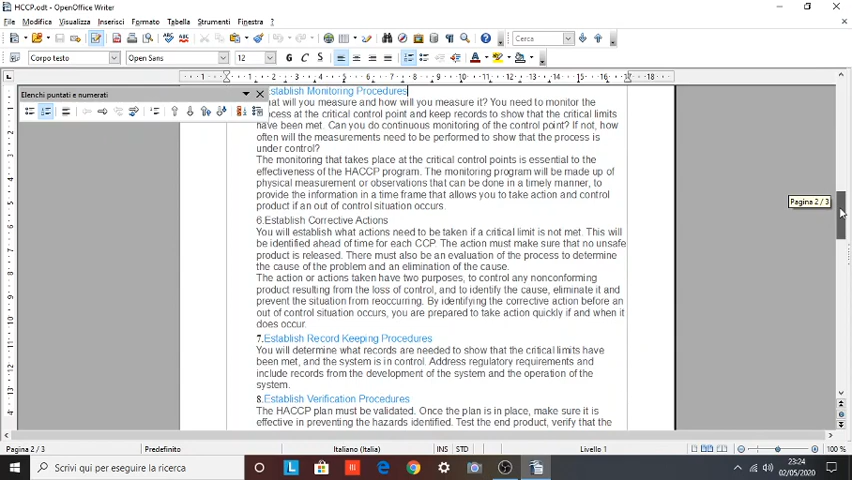 HCCP.odt - OpenOffice Writer
File Modifica Visualizza Inserisci Formato Tabella Strumenti Finestra ?
Cerca
Corpo testo Open Sans 12 G C S
1 1 2 3 4 5 6 7 8 9 10 11 12 13 14 15 16 18
Elenchi puntati e numerati
stablish Monitoring Procedures
hat will you measure and how will you measure it? You need to monitor the
ocess at the critical control point and keep records to show that the critical limits
have been met. Can you do continuous monitoring of the control point? If not, how
often will the measurements need to be performed to show that the process is
under control?
The monitoring that takes place at the critical control points is essential to the
effectiveness of the HACCP program. The monitoring program will be made up of
physical measurement or observations that can be done in a timely manner, to
provide the information in a time frame that allows you to take action and control
product if an out of control situation occurs.
6.Establish Corrective Actions
You will establish what actions need to be taken if a critical limit is not met. This will
be identified ahead of time for each CCP. The action must make sure that no unsafe
product is released. There must also be an evaluation of the process to determine
the cause of the problem and an elimination of the cause.
The action or actions taken have two purposes, to control any nonconforming
product resulting from the loss of control, and to identify the cause, eliminate it and
prevent the situation from reoccurring. By identifying the corrective action before an
out of control situation occurs, you are prepared to take action quickly if and when it
does occur.
7.Establish Record Keeping Procedures
You will determine what records are needed to show that the critical limits have
been met, and the system is in control. Address regulatory requirements and
include records from the development of the system and the operation of the
system.
8.Establish Verification Procedures
The HACCP plan must be validated. Once the plan is in place, make sure it is
effective in preventing the hazards identified. Test the end product, verify that the
Pagina 2 / 3
Pagina 2 / 3 Predefinito Italiano (Italia) INS STD Livello 1 100 %
Scrivi qui per eseguire la ricerca
23:24
02/05/2020